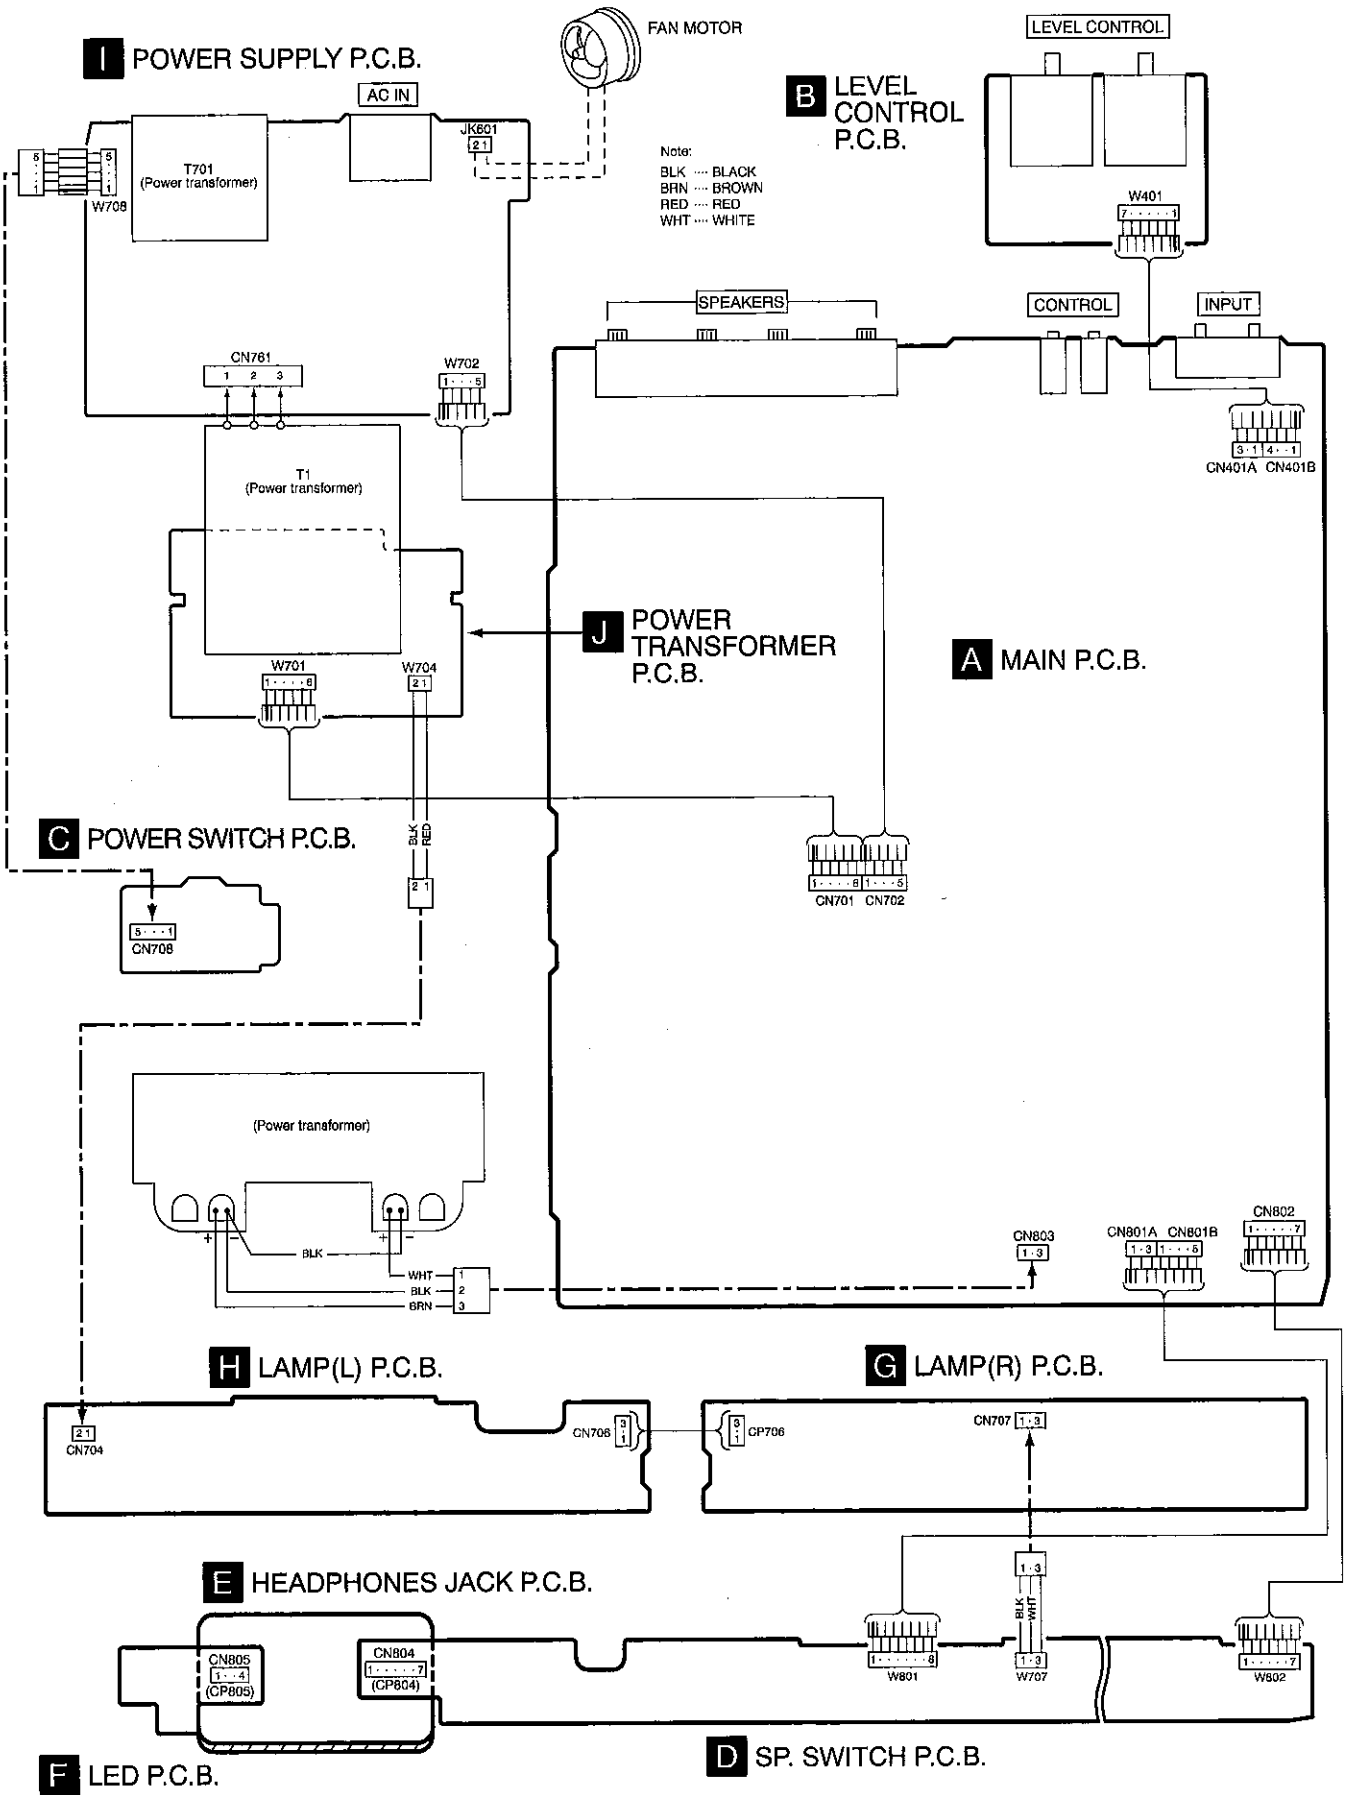 FAN MOTOR
LEVEL CONTROL
I POWER SUPPLY P.C.B.
AC IN
B LEVEL
CONTROL
P.C.B.
JK601
2 1
T701
(Power transformer)
5
1
5
1
W708
Note:
BLK ···· BLACK
BRN ···· BROWN
RED ···· RED
WHT ···· WHITE
W401
7 · · · · · 1
SPEAKERS
CONTROL
INPUT
CN761
1 2 3
W702
1 · · · 5
3 · 1 4 · · 1
CN401A CN401B
T1
(Power transformer)
J POWER
TRANSFORMER
P.C.B.
A MAIN P.C.B.
W701
1 · · · · 6
W704
2 1
BLK
RED
C POWER SWITCH P.C.B.
2 1
1 · · · · 6 1 · · · 5
CN701 CN702
5 · · · 1
CN708
(Power transformer)
+ −
+ −
BLK
WHT 1
BLK 2
BRN 3
CN803
1 · 3
CN801A CN801B
1 · 3 1 · · · 5
CN802
1 · · · · · 7
H LAMP(L) P.C.B.
G LAMP(R) P.C.B.
2 1
CN704
CN706
3
1
3
1
CP706
CN707 1 · 3
1 · 3
BLK
WHT
E HEADPHONES JACK P.C.B.
CN805
1 · · 4
(CP805)
CN804
1 · · · · · 7
(CP804)
1 · · · · · · 8
W801
1 · 3
W707
1 · · · · · 7
W802
D SP. SWITCH P.C.B.
F LED P.C.B.